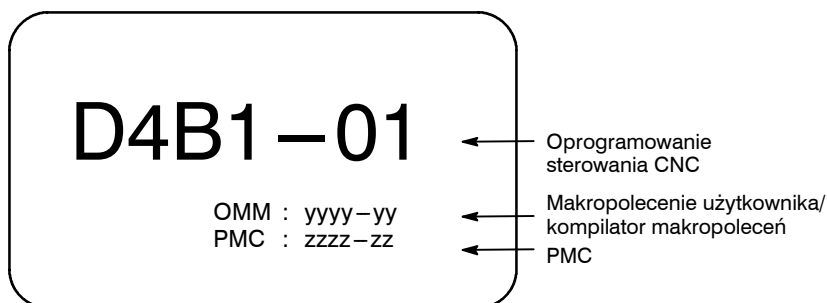 D4B1–01
Oprogramowanie
sterowania CNC
OMM : yyyy–yy
Makropolecenie użytkownika/
kompilator makropoleceń
PMC : zzzz–zz
PMC